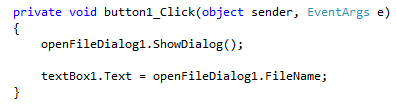 private void button1_Click(object sender, EventArgs e)
{
    openFileDialog1.ShowDialog();

    textBox1.Text = openFileDialog1.FileName;
}